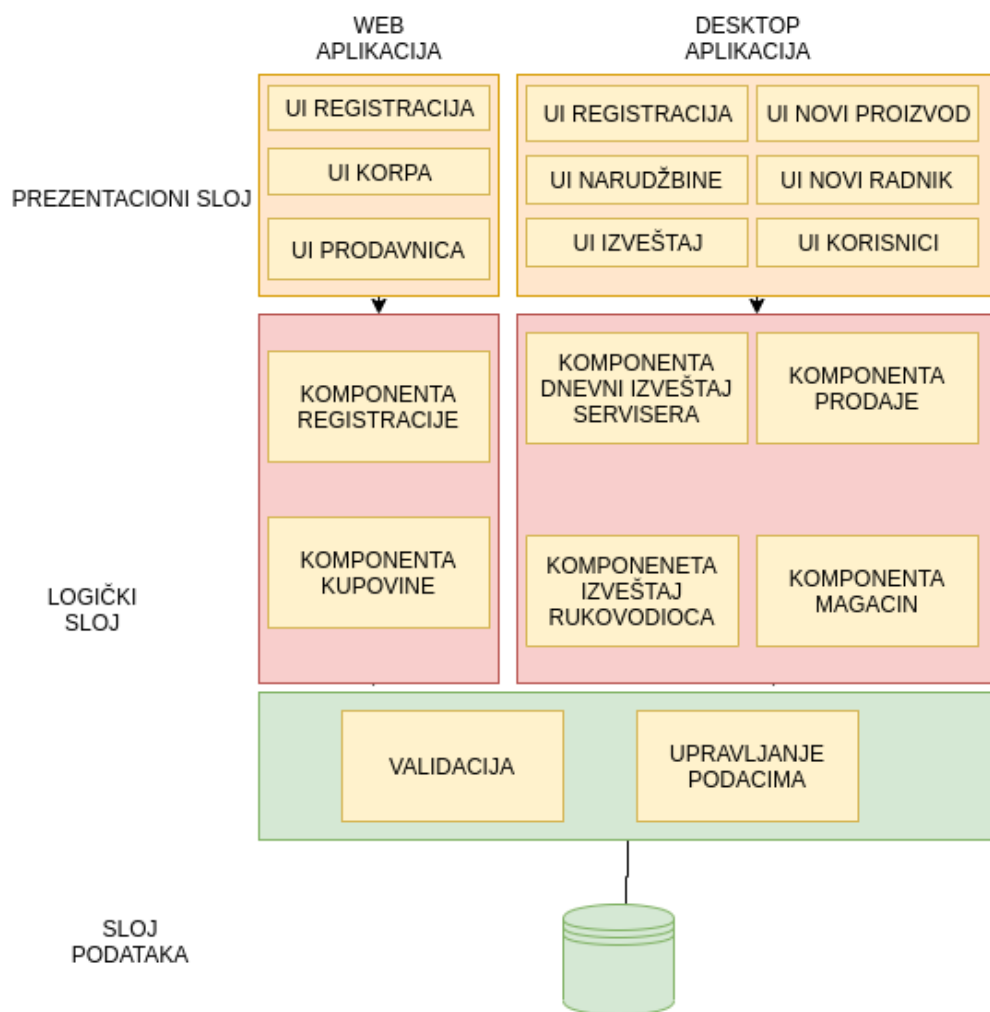 WEB
APLIKACIJA
DESKTOP
APLIKACIJA
PREZENTACIONI SLOJ
UI REGISTRACIJA
UI KORPA
UI PRODAVNICA
UI REGISTRACIJA
UI NOVI PROIZVOD
UI NARUDŽBINE
UI NOVI RADNIK
UI IZVEŠTAJ
UI KORISNICI
LOGIČKI
SLOJ
KOMPONENTA
REGISTRACIJE
KOMPONENTA
KUPOVINE
KOMPONENTA
DNEVNI IZVEŠTAJ
SERVISERA
KOMPONENTA
PRODAJE
KOMPONENETA
IZVEŠTAJ
RUKOVODIOCA
KOMPONENTA
MAGACIN
VALIDACIJA
UPRAVLJANJE
PODACIMA
SLOJ
PODATAKA